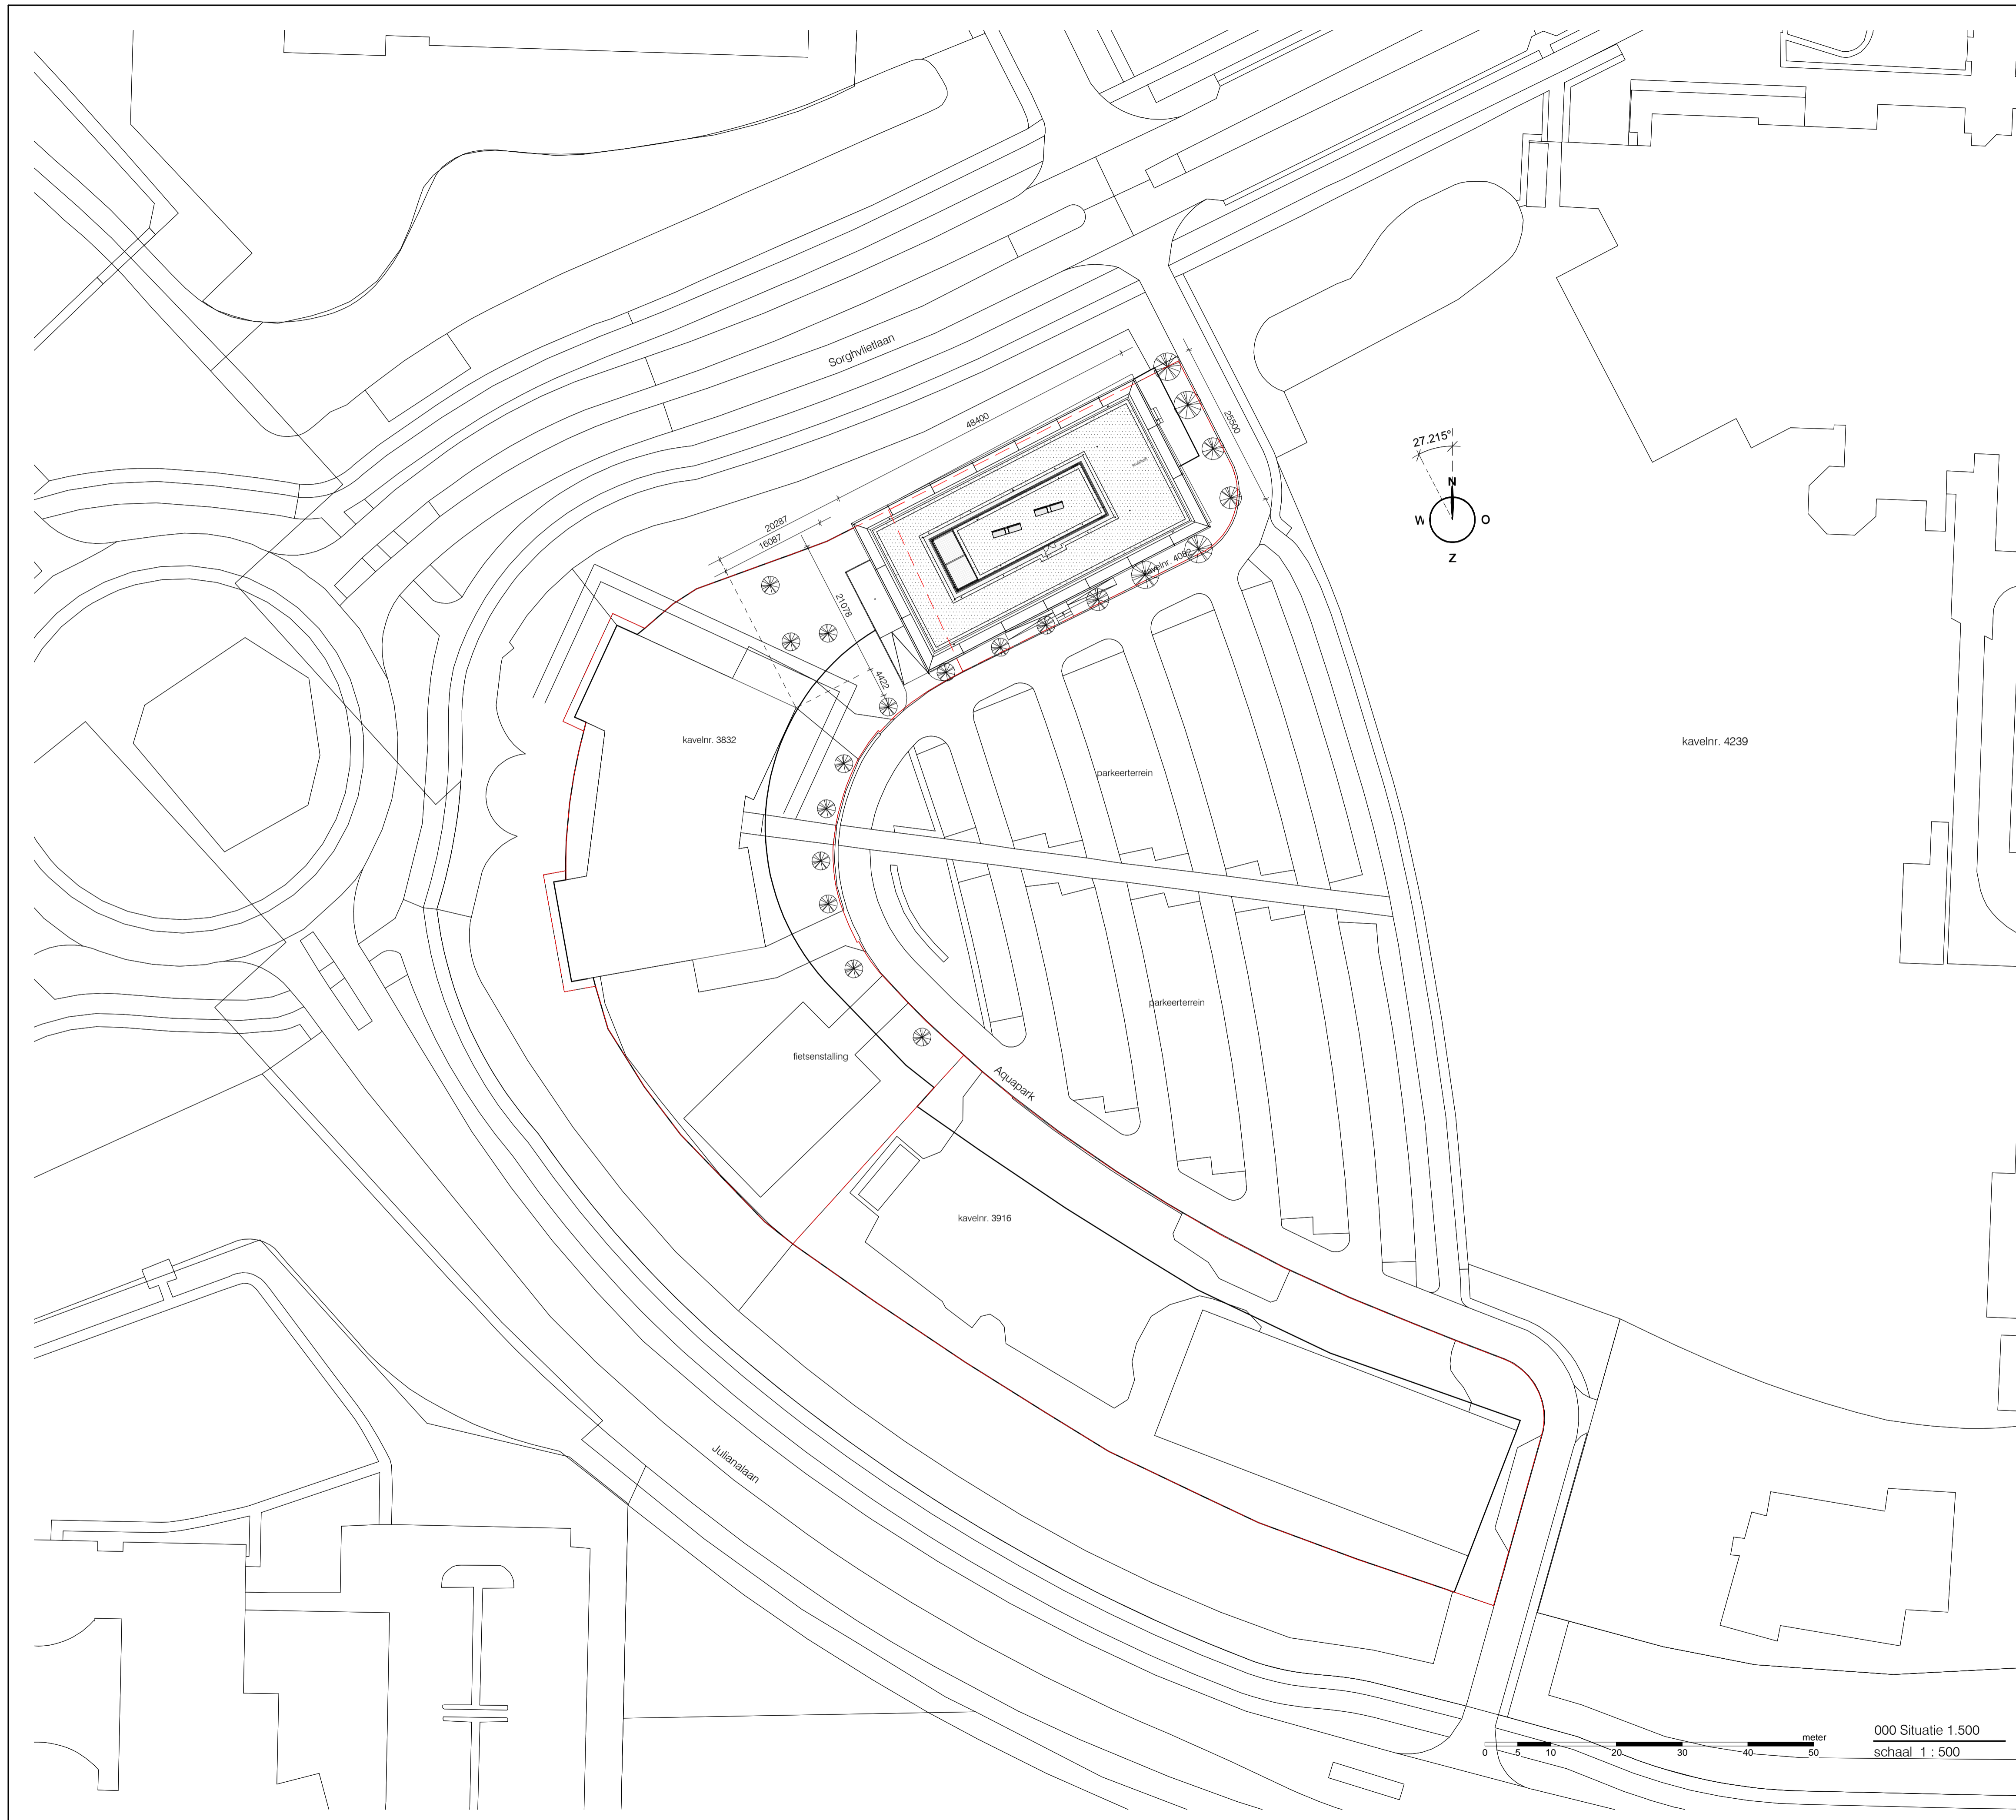 Sorghvlietlaan
48400
25500
27.215°
N
W
O
Z
20287
16087
21078
4422
kavelnr. 4082
kavelnr. 3832
kavelnr. 4239
parkeerterrein
parkeerterrein
fietsenstalling
Aquapark
kavelnr. 3916
Julianalaan
meter
0 5 10 20 30 40 50
000 Situatie 1.500
schaal 1 : 500